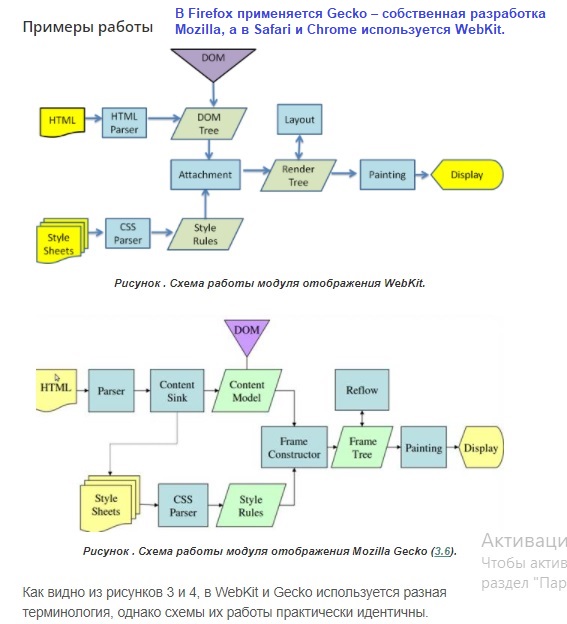 Примеры работы
В Firefox применяется Gecko – собственная разработка
Mozilla, а в Safari и Chrome используется WebKit.
DOM
HTML
HTML
Parser
DOM
Tree
Layout
Attachment
Render
Tree
Painting
Display
Style
Sheets
CSS
Parser
Style
Rules
Рисунок . Схема работы модуля отображения WebKit.
DOM
HTML
Parser
Content
Sink
Content
Model
Reflow
Frame
Constructor
Frame
Tree
Painting
Display
Style
Sheets
CSS
Parser
Style
Rules
Рисунок . Схема работы модуля отображения Mozilla Gecko (3.6).
Активаци
Чтобы актив
раздел "Пар
Как видно из рисунков 3 и 4, в WebKit и Gecko используется разная
терминология, однако схемы их работы практически идентичны.